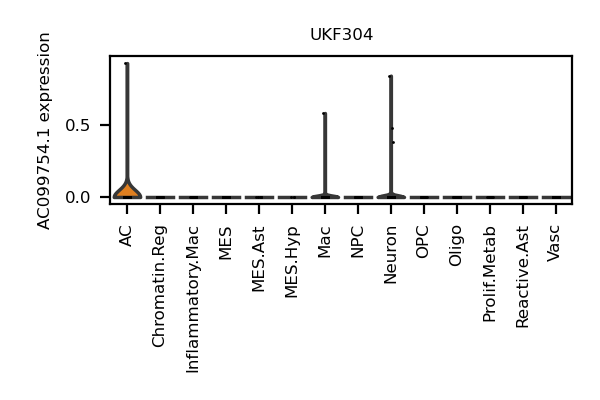 UKF304
AC099754.1 expression
0.5
0.0
AC
Chromatin.Reg
Inflammatory.Mac
MES
MES.Ast
MES.Hyp
Mac
NPC
Neuron
OPC
Oligo
Prolif.Metab
Reactive.Ast
Vasc